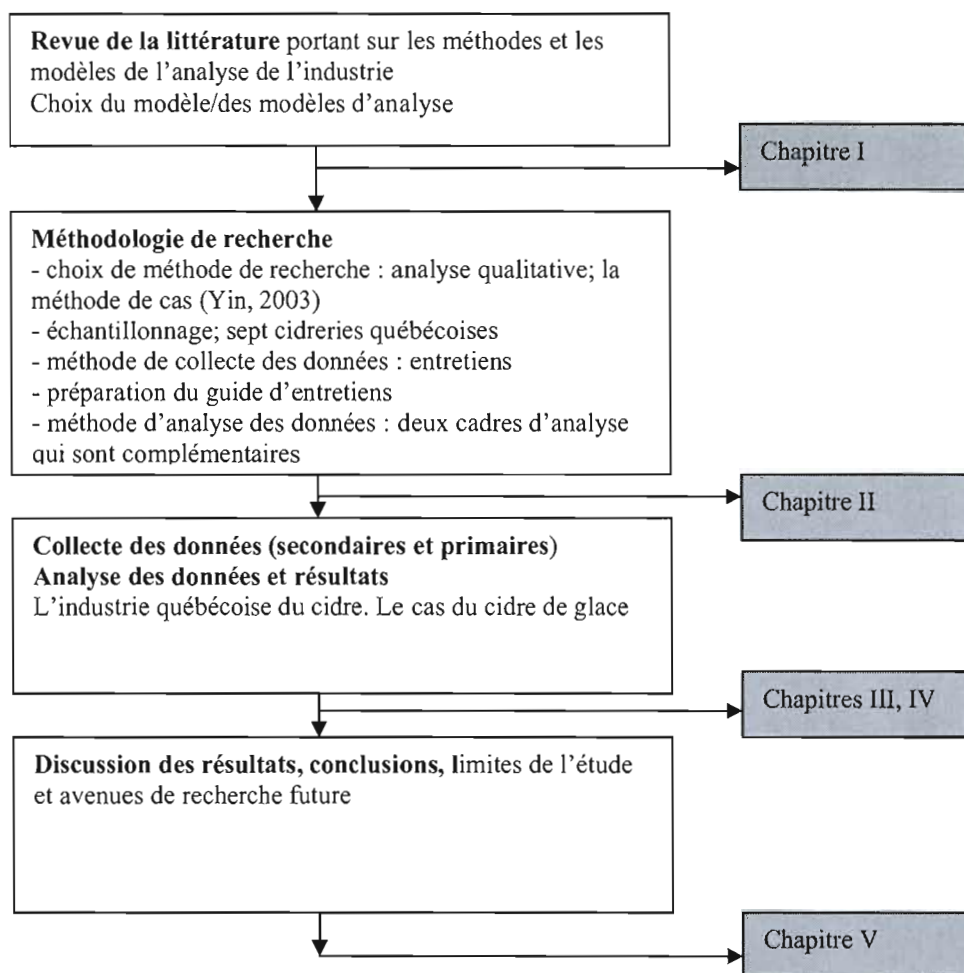 Revue de la littérature portant sur les méthodes et les
modèles de l'analyse de l'industrie
Choix du modèle/des modèles d'analyse
Chapitre I
Méthodologie de recherche
- choix de méthode de recherche : analyse qualitative; la
méthode de cas (Yin, 2003)
- échantillonnage; sept cidreries québécoises
- méthode de collecte des données : entretiens
- préparation du guide d'entretiens
- méthode d'analyse des données : deux cadres d'analyse
qui sont complémentaires
Chapitre II
Collecte des données (secondaires et primaires)
Analyse des données et résultats
L'industrie québécoise du cidre. Le cas du cidre de glace
Chapitres III, IV
Discussion des résultats, conclusions, limites de l'étude
et avenues de recherche future
Chapitre V